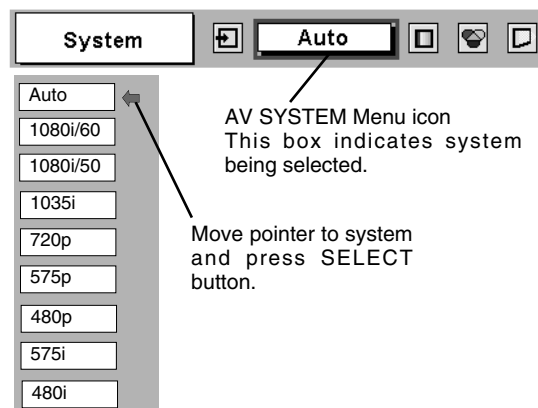 System
Auto
Auto
1080i/60
1080i/50
1035i
720p
575p
480p
575i
480i
AV SYSTEM Menu icon
This box indicates system
being selected.
Move pointer to system
and press SELECT
button.